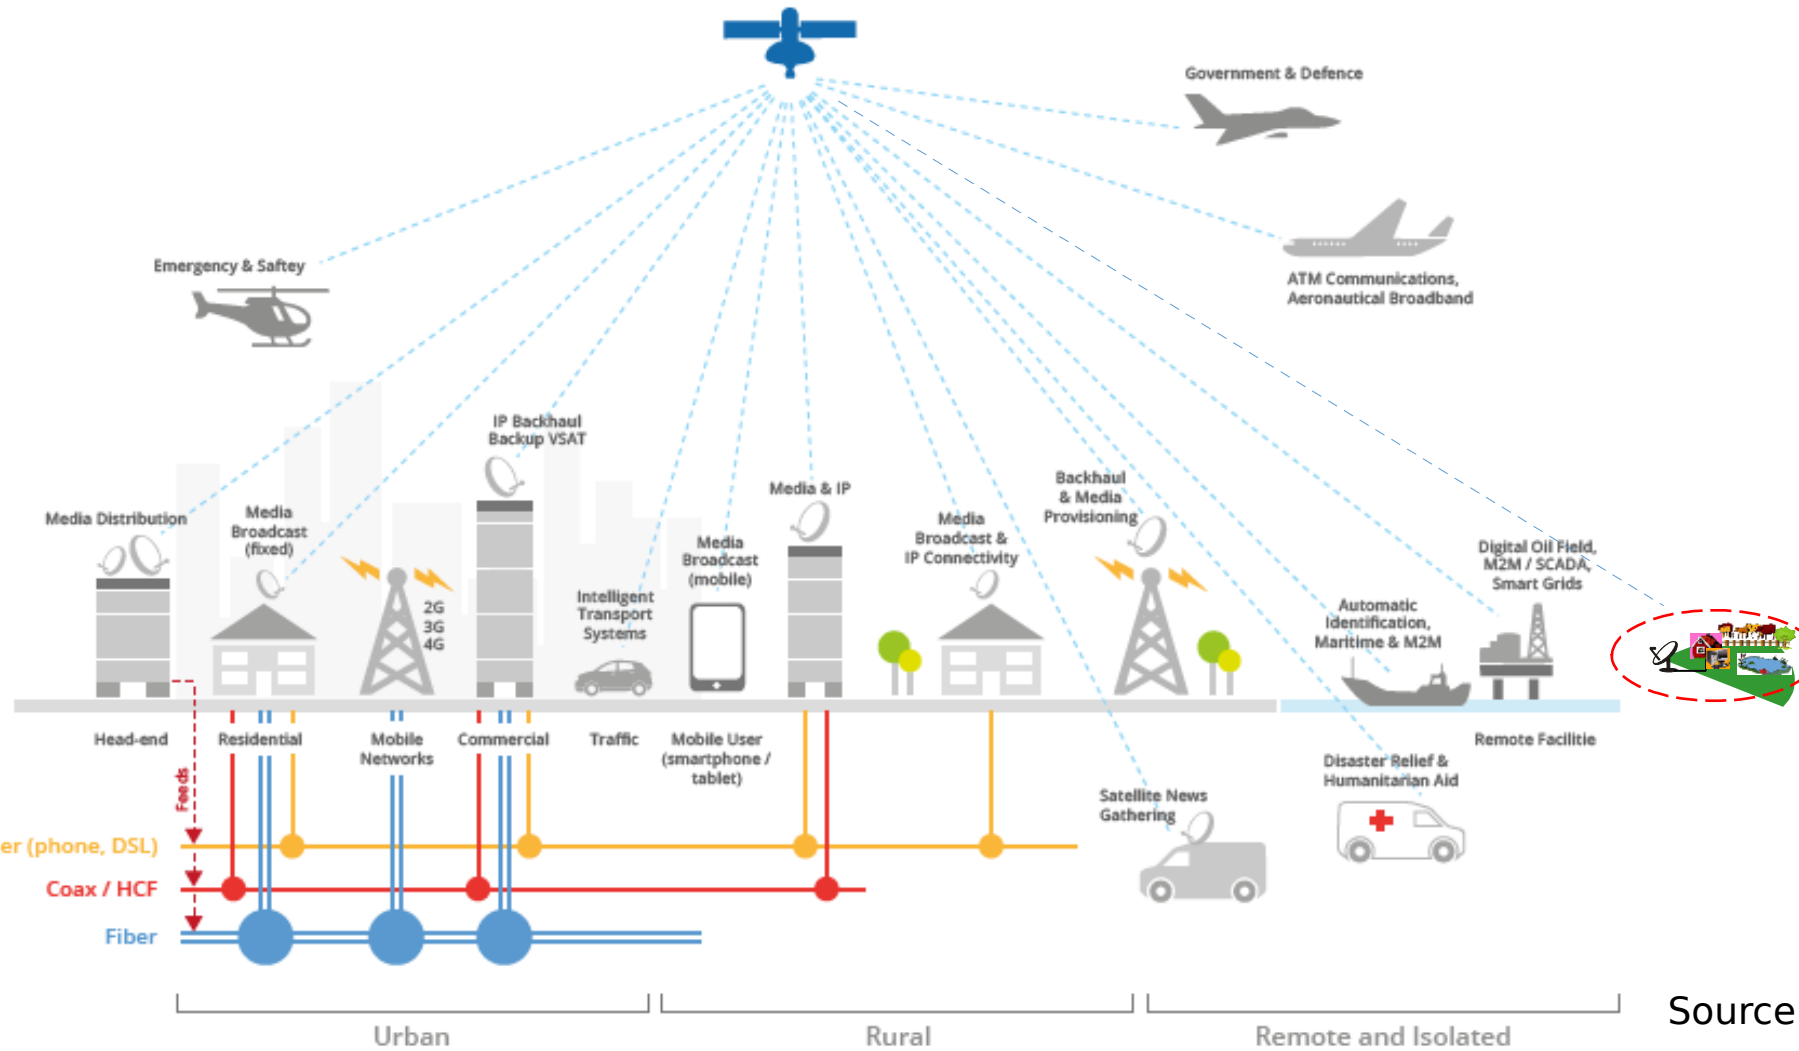 Government & Defence
ATM Communications,
Aeronautical Broadband
Emergency & Saftey
IP Backhaul
Backup VSAT
Media Distribution
Media
Broadcast
(fixed)
2G
3G
4G
Intelligent
Transport
Systems
Media
Broadcast
(mobile)
Media & IP
Media
Broadcast &
IP Connectivity
Backhaul
& Media
Provisioning
Automatic
Identification,
Maritime & M2M
Digital Oil Field,
M2M / SCADA,
Smart Grids
Head-end
Residential
Mobile
Networks
Commercial
Traffic
Mobile User
(smartphone /
tablet)
Remote Facilitie
Feeds
Satellite News
Gathering
Disaster Relief &
Humanitarian Aid
er (phone, DSL)
Coax / HCF
Fiber
Urban
Rural
Remote and Isolated
Source